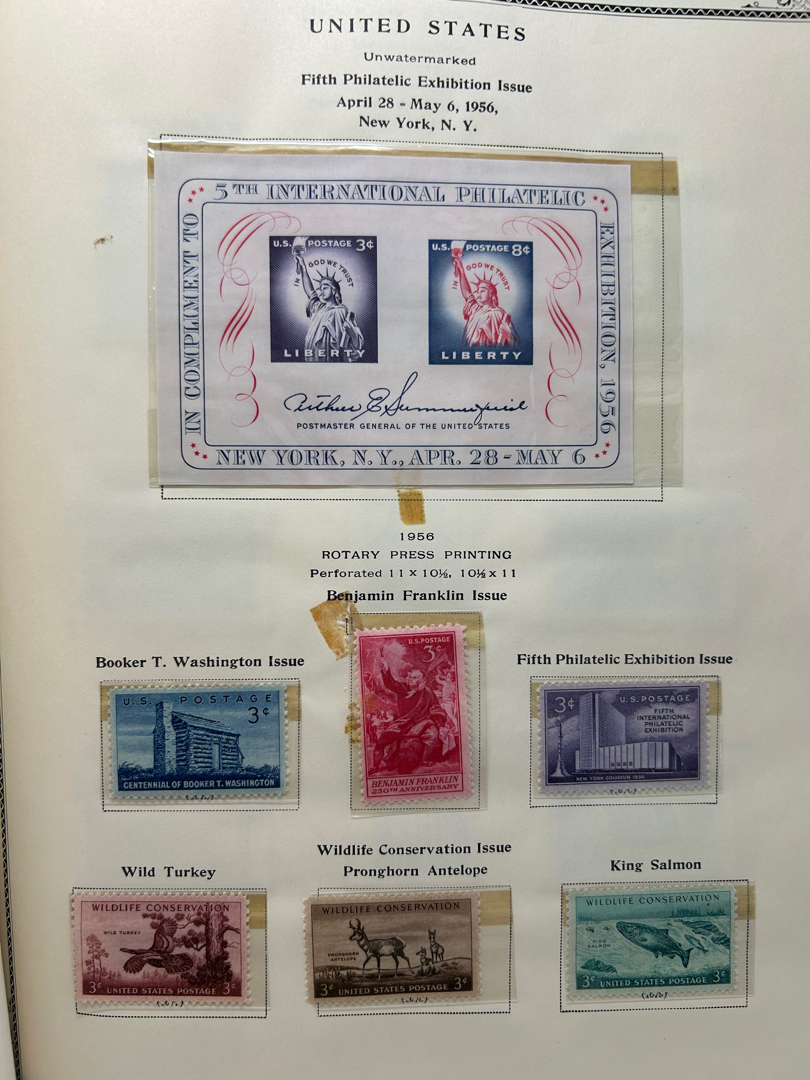 UNITED STATES
Unwatermarked
Fifth Philatelic Exhibition Issue
April 28 - May 6, 1956,
New York, N. Y.
5TH INTERNATIONAL PHILATELIC
IN COMPLIMENT TO
EXHIBITION, 1956
U.S. POSTAGE 3¢
IN GOD WE TRUST
LIBERTY
U.S. POSTAGE 8¢
IN GOD WE TRUST
LIBERTY
Arthur E Summerfield
POSTMASTER GENERAL OF THE UNITED STATES
NEW YORK, N.Y., APR. 28 - MAY 6
1956
ROTARY PRESS PRINTING
Perforated 11 x 10½, 10½ x 11
Benjamin Franklin Issue
Booker T. Washington Issue
U.S. POSTAGE
3¢
CENTENNIAL OF BOOKER T. WASHINGTON
U.S. POSTAGE
3¢
BENJAMIN FRANKLIN
250TH ANNIVERSARY
Fifth Philatelic Exhibition Issue
3¢
U.S. POSTAGE
FIFTH
INTERNATIONAL
PHILATELIC
EXHIBITION
NEW YORK COLISEUM 1956
Wildlife Conservation Issue
Wild Turkey
WILDLIFE CONSERVATION
WILD TURKEY
3¢ UNITED STATES POSTAGE 3¢
Pronghorn Antelope
WILDLIFE CONSERVATION
PRONGHORN
ANTELOPE
3¢ UNITED STATES POSTAGE 3¢
King Salmon
WILDLIFE CONSERVATION
KING
SALMON
3¢ UNITED STATES POSTAGE 3¢